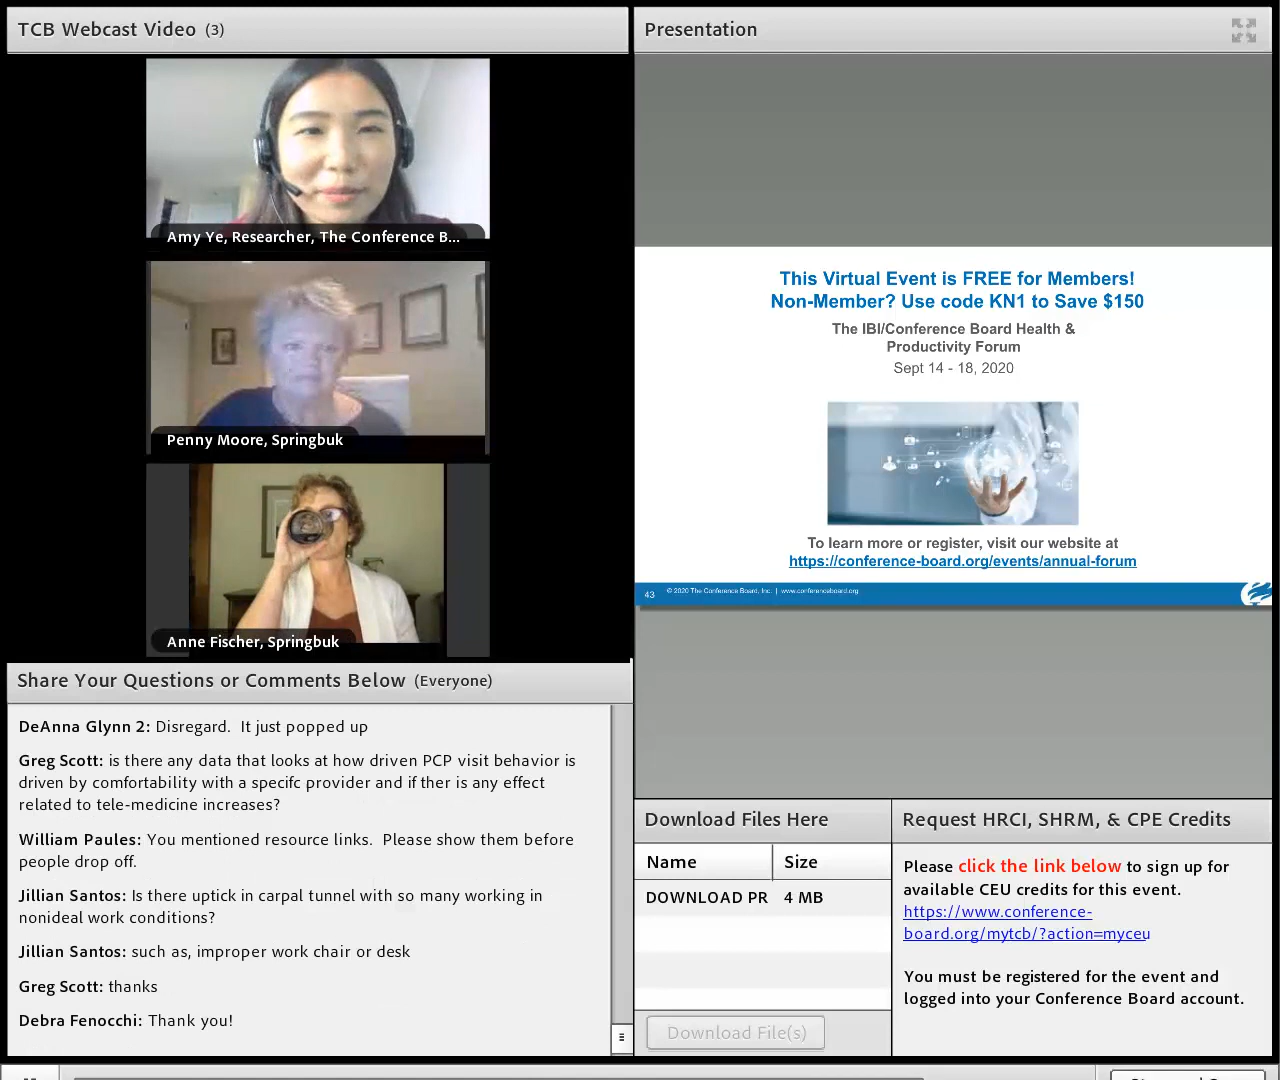 TCB Webcast Video (3)
Amy Ye, Researcher, The Conference B...
Penny Moore, Springbuk
Anne Fischer, Springbuk
Share Your Questions or Comments Below (Everyone)
DeAnna Glynn 2: Disregard. It just popped up
Greg Scott: is there any data that looks at how driven PCP visit behavior is
driven by comfortability with a specifc provider and if ther is any effect
related to tele-medicine increases?
William Paules: You mentioned resource links. Please show them before
people drop off.
Jillian Santos: Is there uptick in carpal tunnel with so many working in
nonideal work conditions?
Jillian Santos: such as, improper work chair or desk
Greg Scott: thanks
Debra Fenocchi: Thank you!
Presentation
This Virtual Event is FREE for Members!
Non-Member? Use code KN1 to Save $150
The IBI/Conference Board Health &
Productivity Forum
Sept 14 - 18, 2020
To learn more or register, visit our website at
https://conference-board.org/events/annual-forum
43 © 2020 The Conference Board, Inc. | www.conferenceboard.org
Download Files Here
Name Size
DOWNLOAD PR 4 MB
Download File(s)
Request HRCI, SHRM, & CPE Credits
Please click the link below to sign up for
available CEU credits for this event.
https://www.conference-
board.org/mytcb/?action=myceu
You must be registered for the event and
logged into your Conference Board account.